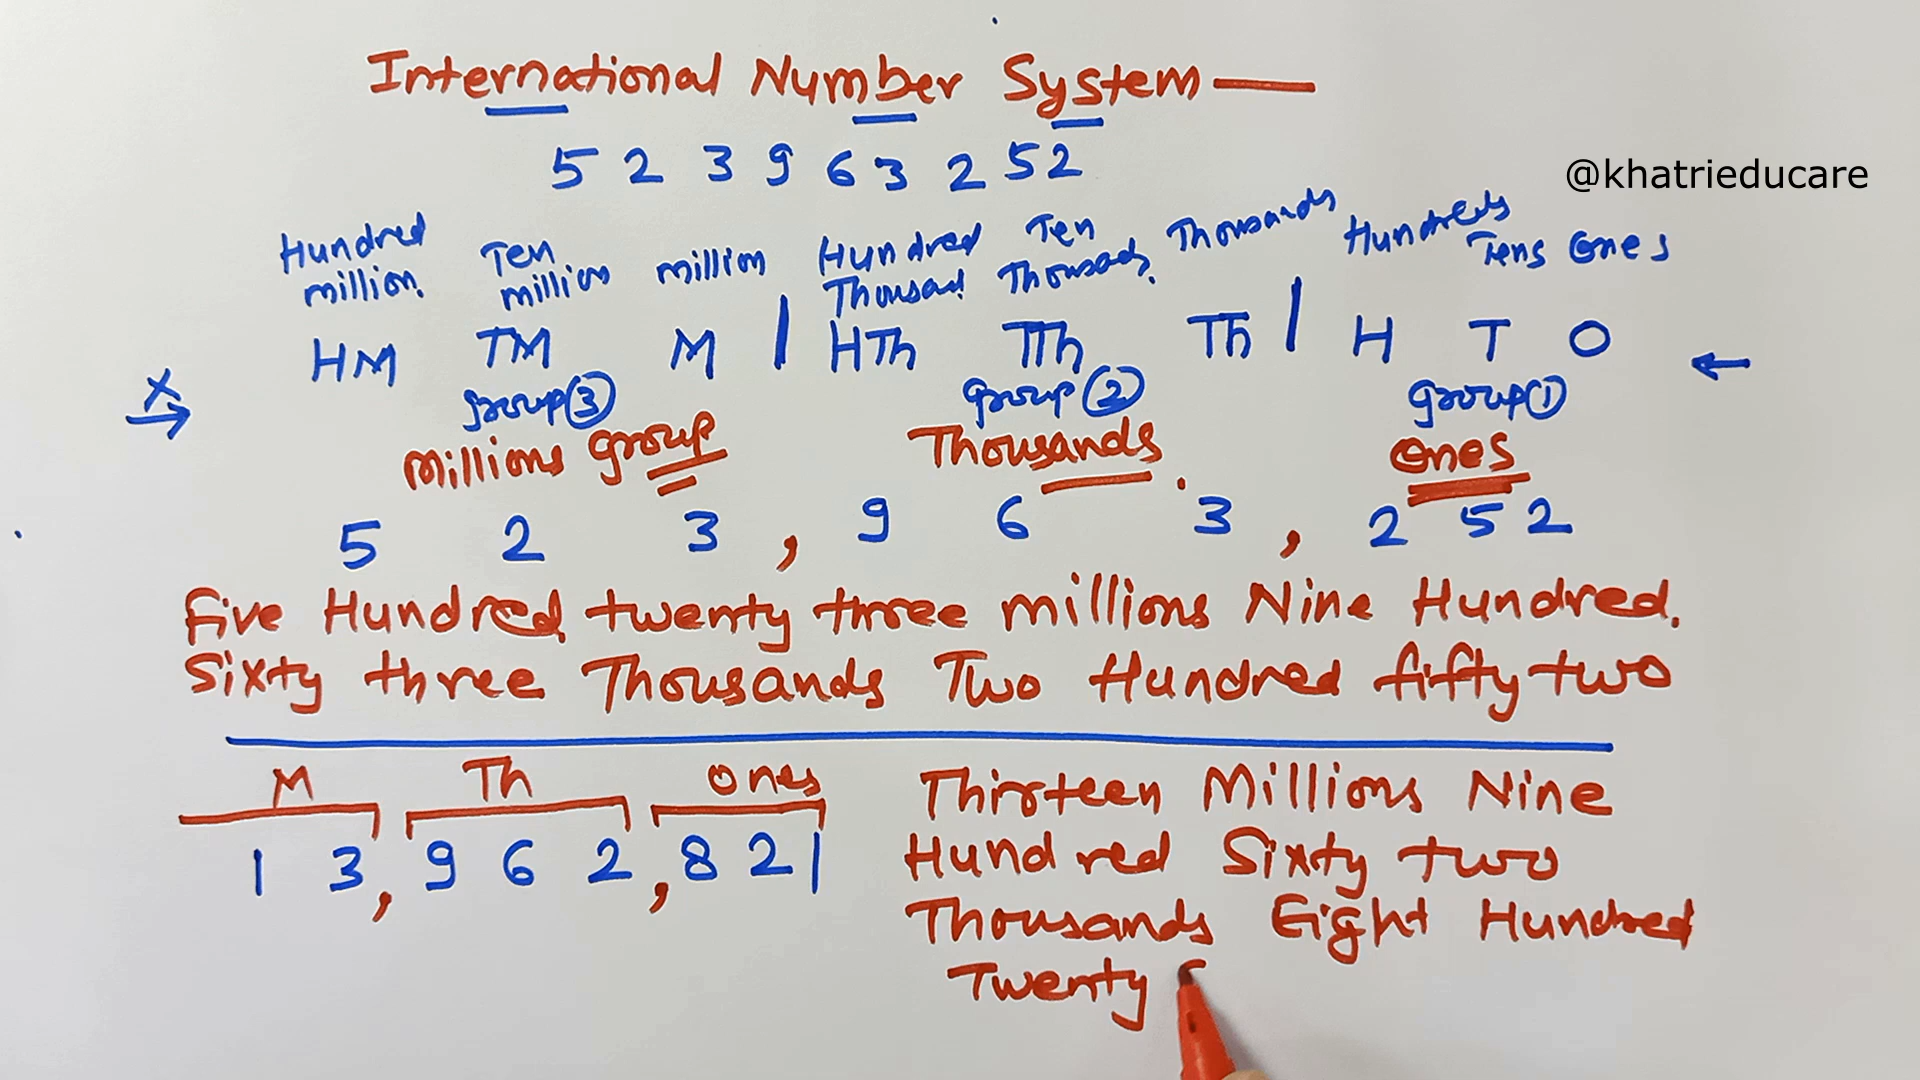 International Number System —
5 2 3 9 6 3 2 5 2
@khatrieducare
Hundred million. Ten million million Hundred Thousand Ten Thousads. Thousands Hundreds Tens Ones
HM TM M | HTh TTh Th | H T O
x → group(3) group(2) group(1) ←
Millions group Thousands. Ones
5 2 3 , 9 6 3 , 2 5 2
Five Hundred twenty three millions Nine Hundred.
Sixty three Thousands Two Hundred fifty two
M Th Ones
1 3 , 9 6 2 , 8 2 1
Thirteen Millions Nine
Hundred Sixty two
Thousands Eight Hundred
Twenty